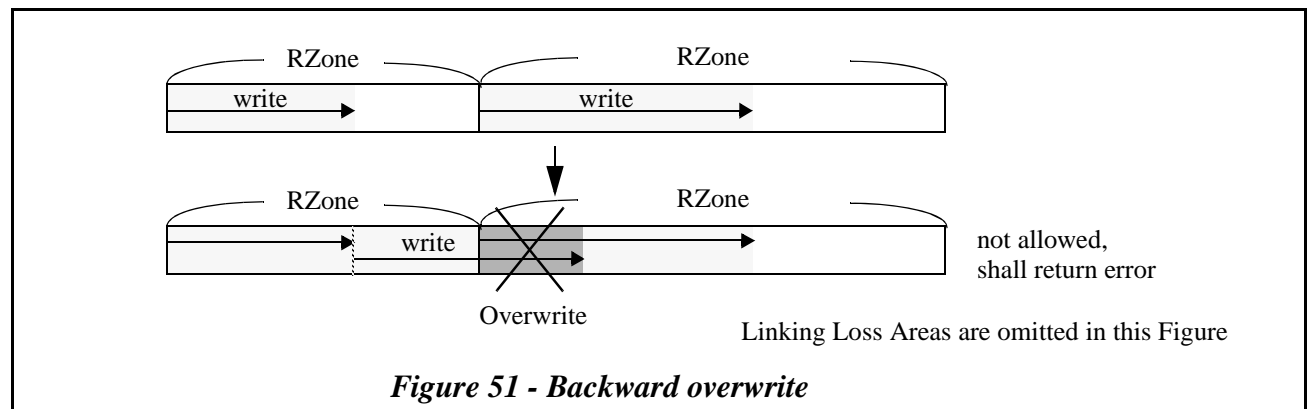 RZone RZone
write write
RZone RZone
write
not allowed,
shall return error
Overwrite
Linking Loss Areas are omitted in this Figure
Figure 51 - Backward overwrite